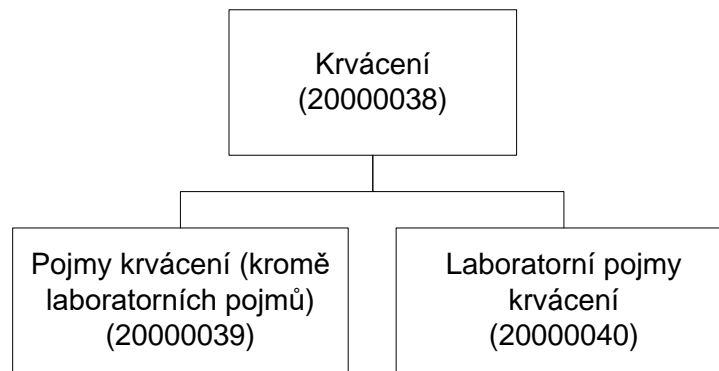 Krvácení
(20000038)
Pojmy krvácení (kromě
laboratorních pojmů)
(20000039)
Laboratorní pojmy
krvácení
(20000040)